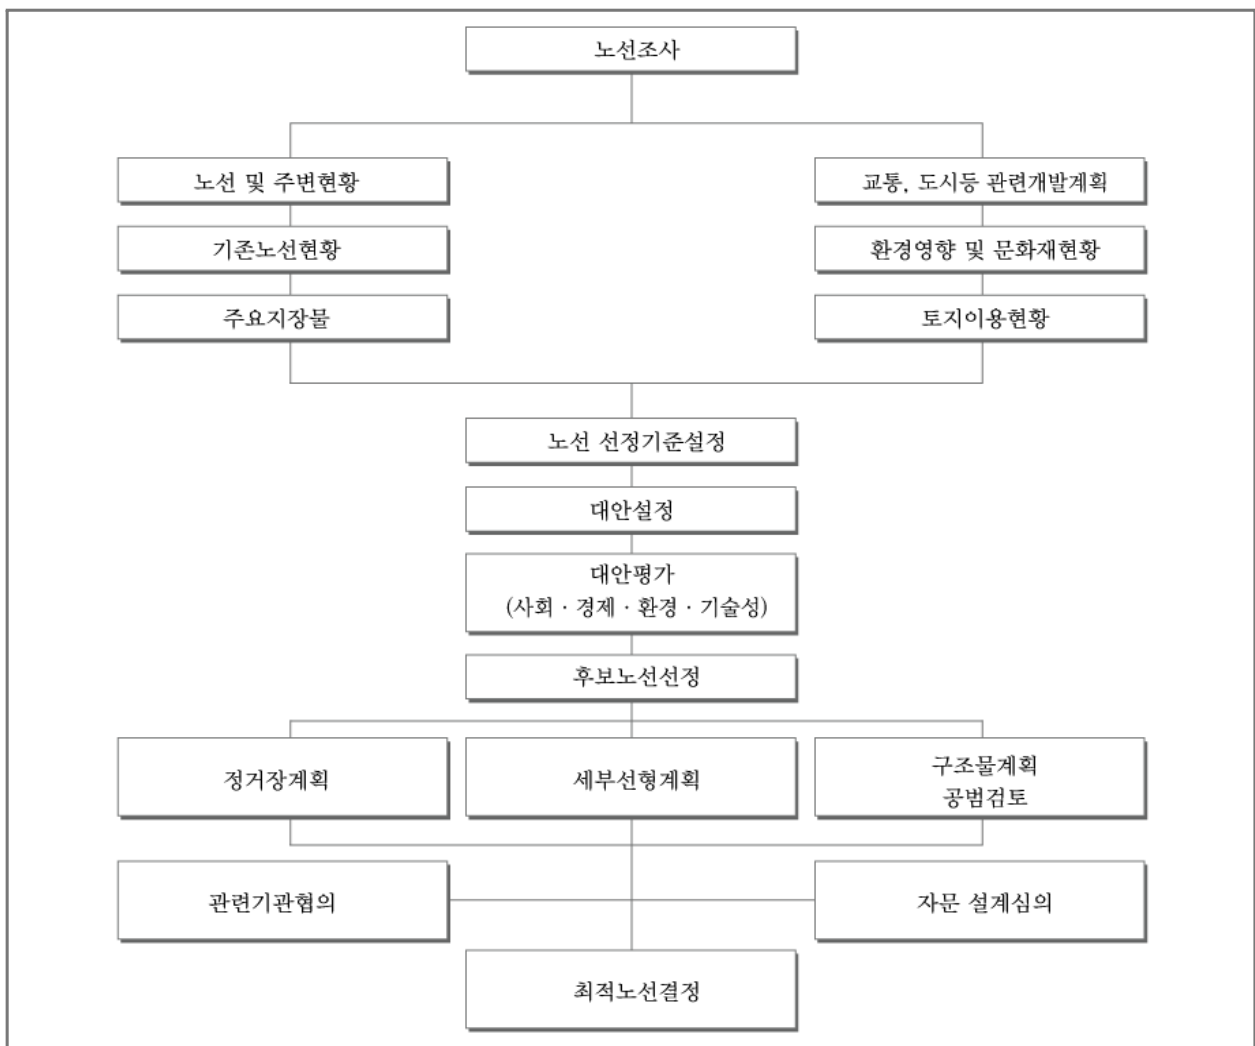 노선조사
노선 및 주변현황
교통, 도시등 관련개발계획
기존노선현황
환경영향 및 문화재현황
주요지장물
토지이용현황
노선 선정기준설정
대안설정
대안평가
(사회 · 경제 · 환경 · 기술성)
후보노선선정
정거장계획
세부선형계획
구조물계획
공범검토
관련기관협의
자문 설계심의
최적노선결정